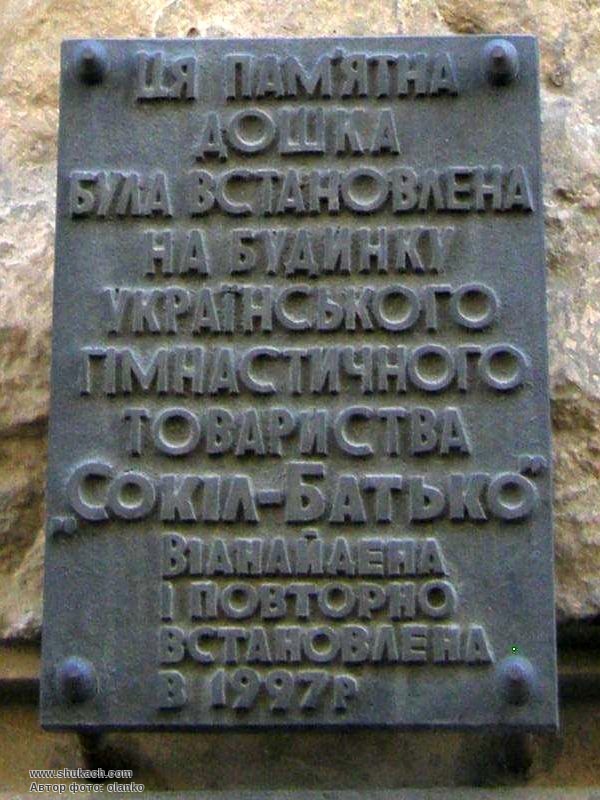 ЦЯ ПАМ'ЯТНА
ДОШКА
БУЛА ВСТАНОВЛЕНА
НА БУДИНКУ
УКРАЇНСЬКОГО
ГІМНАСТИЧНОГО
ТОВАРИСТВА
„СОКІЛ-БАТЬКО"
ВІДНАЙДЕНА
І ПОВТОРНО
ВСТАНОВЛЕНА
В 1997 Р
www.shukach.com
Автор фото: olanko